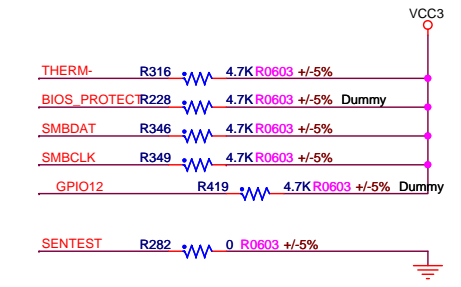 VCC3
THERM- R316 4.7K R0603 +/-5%
BIOS_PROTECT R228 4.7K R0603 +/-5% Dummy
SMBDAT R346 4.7K R0603 +/-5%
SMBCLK R349 4.7K R0603 +/-5%
GPIO12 R419 4.7K R0603 +/-5% Dummy
SENTEST R282 0 R0603 +/-5%